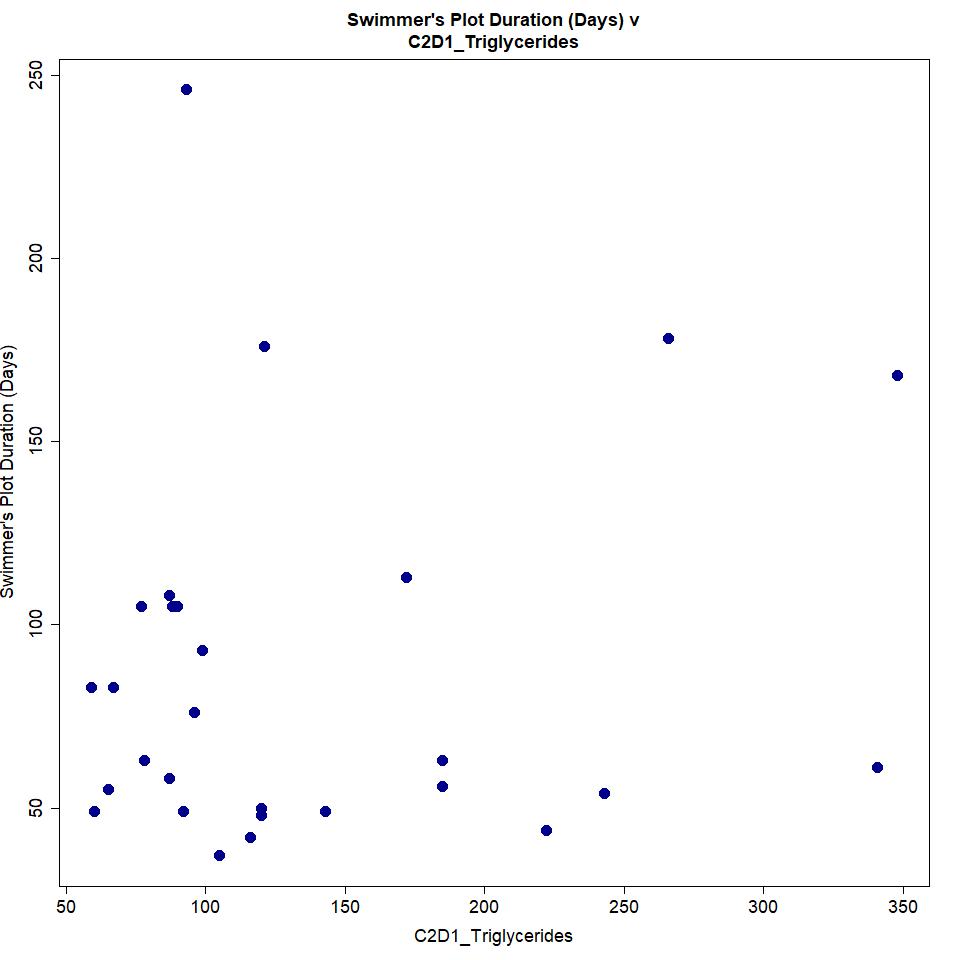 Swimmer's Plot Duration (Days) v
C2D1_Triglycerides
Swimmer's Plot Duration (Days)
250
200
150
100
50
50 100 150 200 250 300 350
C2D1_Triglycerides